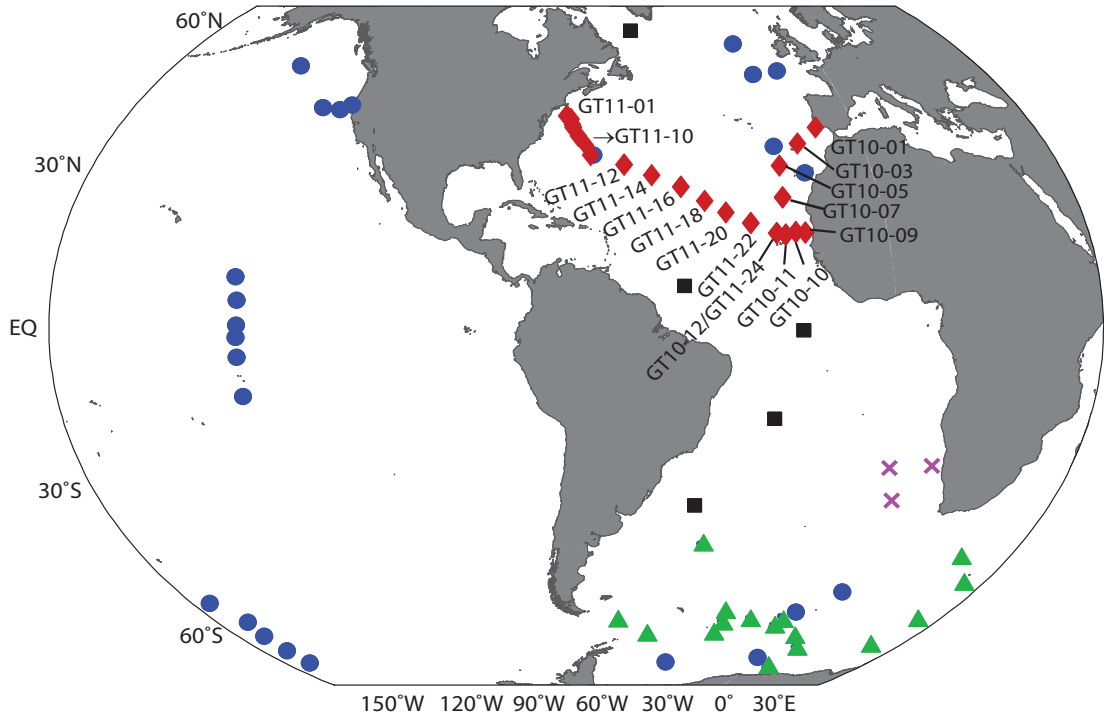 60˚N
GT11-01
→GT11-10
GT10-01
30˚N
GT10-03
GT11-12
GT10-05
GT11-14
GT10-07
GT11-16
GT11-18
GT10-09
GT11-20
GT11-22
GT10-12/GT11-24
GT10-11
GT10-10
EQ
30˚S
60˚S
150˚W 120˚W 90˚W 60˚W 30˚W 0˚ 30˚E